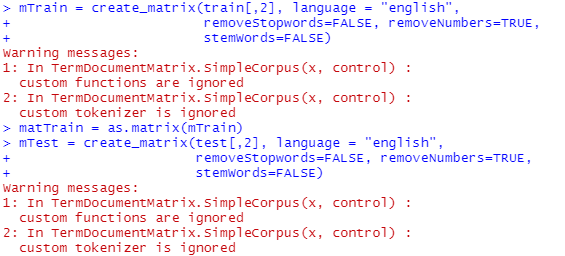 > mTrain = create_matrix(train[,2], language = "english",
+                        removeStopwords=FALSE, removeNumbers=TRUE,
+                        stemWords=FALSE)
Warning messages:
1: In TermDocumentMatrix.SimpleCorpus(x, control) :
  custom functions are ignored
2: In TermDocumentMatrix.SimpleCorpus(x, control) :
  custom tokenizer is ignored
> matTrain = as.matrix(mTrain)
> mTest = create_matrix(test[,2], language = "english",
+                       removeStopwords=FALSE, removeNumbers=TRUE,
+                       stemWords=FALSE)
Warning messages:
1: In TermDocumentMatrix.SimpleCorpus(x, control) :
  custom functions are ignored
2: In TermDocumentMatrix.SimpleCorpus(x, control) :
  custom tokenizer is ignored